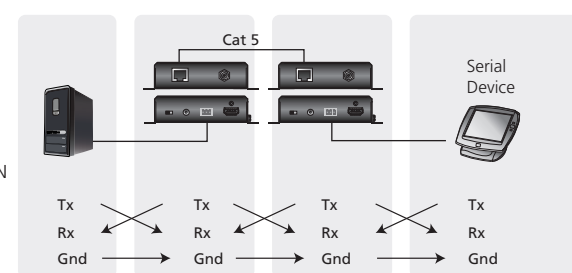 Cat 5
Serial
Device
N
Tx Tx Tx Tx
Rx Rx Rx Rx
Gnd Gnd Gnd Gnd